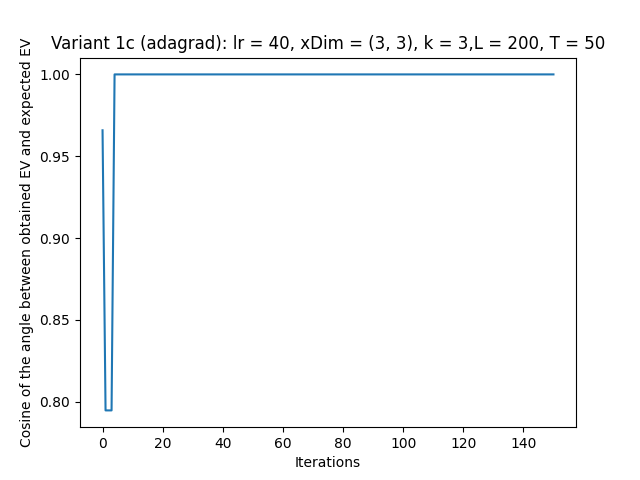 Variant 1c (adagrad): lr = 40, xDim = (3, 3), k = 3,L = 200, T = 50
Cosine of the angle between obtained EV and expected EV
1.00
0.95
0.90
0.85
0.80
0 20 40 60 80 100 120 140
Iterations